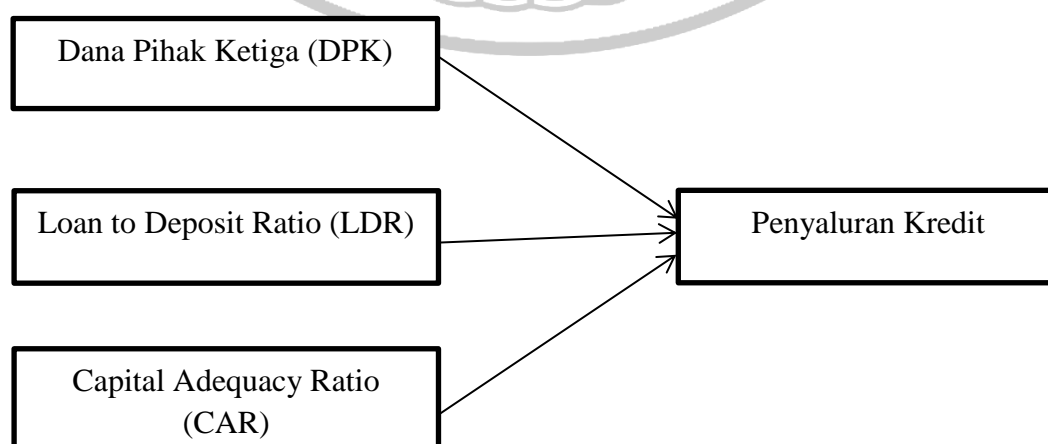 Dana Pihak Ketiga (DPK)
Loan to Deposit Ratio (LDR)
Penyaluran Kredit
Capital Adequacy Ratio
(CAR)